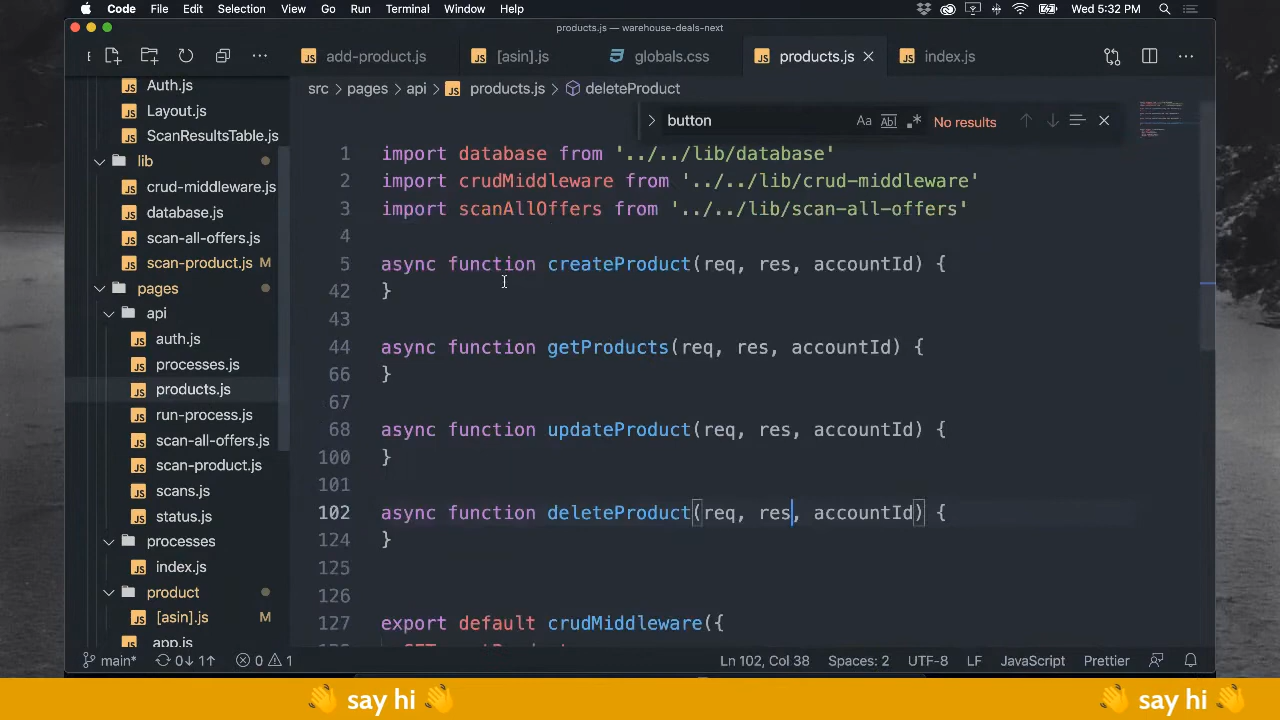 Code File Edit Selection View Go Run Terminal Window Help Wed 5:32 PM
products.js — warehouse-deals-next
add-product.js [asin].js globals.css products.js index.js
src > pages > api > products.js > deleteProduct
button Aa Abl No results
Auth.js
Layout.js
ScanResultsTable.js
lib
crud-middleware.js
database.js
scan-all-offers.js
scan-product.js M
pages
api
auth.js
processes.js
products.js
run-process.js
scan-all-offers.js
scan-product.js
scans.js
status.js
processes
index.js
product
[asin].js M
app.js
1 import database from '../../lib/database'
2 import crudMiddleware from '../../lib/crud-middleware'
3 import scanAllOffers from '../../lib/scan-all-offers'
4
5 async function createProduct(req, res, accountId) {
42 }
43
44 async function getProducts(req, res, accountId) {
66 }
67
68 async function updateProduct(req, res, accountId) {
100 }
101
102 async function deleteProduct(req, res, accountId) {
124 }
125
126
127 export default crudMiddleware({
main* 0↓ 1↑ 0 1 Ln 102, Col 38 Spaces: 2 UTF-8 LF JavaScript Prettier
👋 say hi 👋 👋 say hi 👋